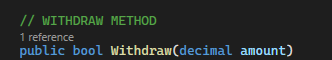 // WITHDRAW METHOD
1 reference
public bool Withdraw(decimal amount)